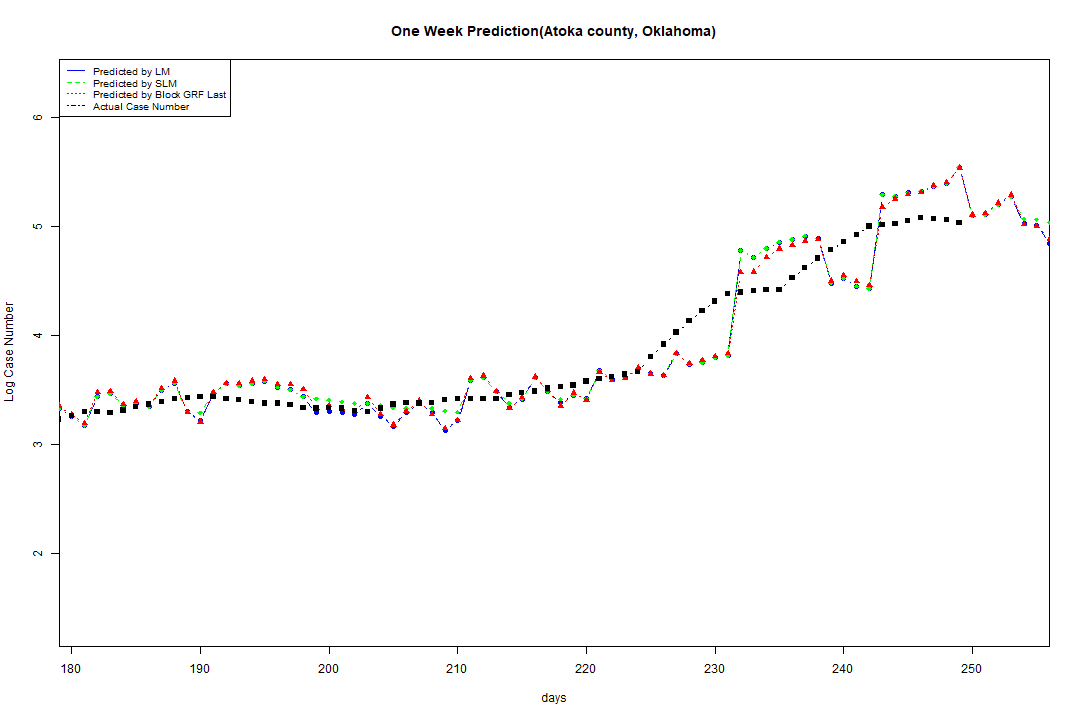 One Week Prediction(Atoka county, Oklahoma)
Predicted by LM
Predicted by SLM
Predicted by Block GRF Last
Actual Case Number
6
5
4
3
2
Log Case Number
180 190 200 210 220 230 240 250
days